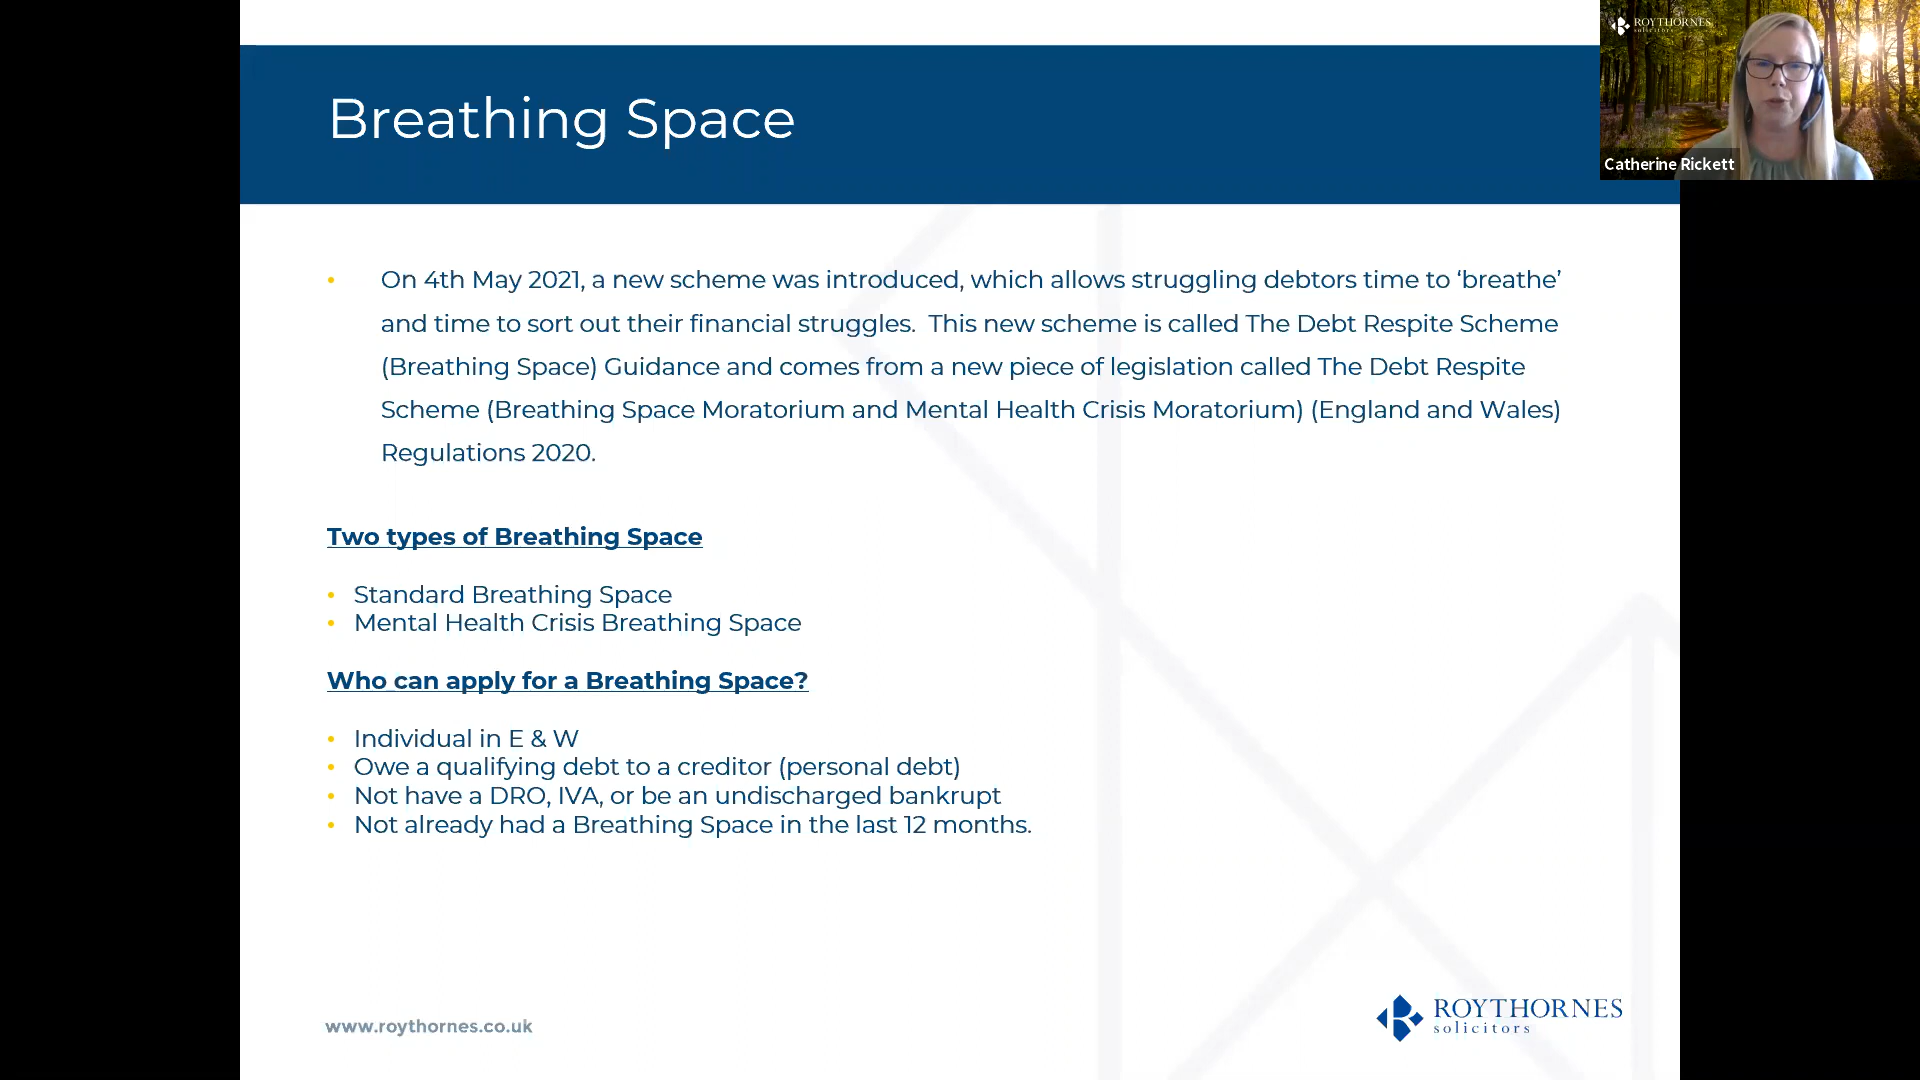 ROYTHORNES
solicitors
Catherine Rickett
Breathing Space
• On 4th May 2021, a new scheme was introduced, which allows struggling debtors time to ‘breathe’
and time to sort out their financial struggles.  This new scheme is called The Debt Respite Scheme
(Breathing Space) Guidance and comes from a new piece of legislation called The Debt Respite
Scheme (Breathing Space Moratorium and Mental Health Crisis Moratorium) (England and Wales)
Regulations 2020.
Two types of Breathing Space
• Standard Breathing Space
• Mental Health Crisis Breathing Space
Who can apply for a Breathing Space?
• Individual in E & W
• Owe a qualifying debt to a creditor (personal debt)
• Not have a DRO, IVA, or be an undischarged bankrupt
• Not already had a Breathing Space in the last 12 months.
www.roythornes.co.uk
ROYTHORNES
solicitors